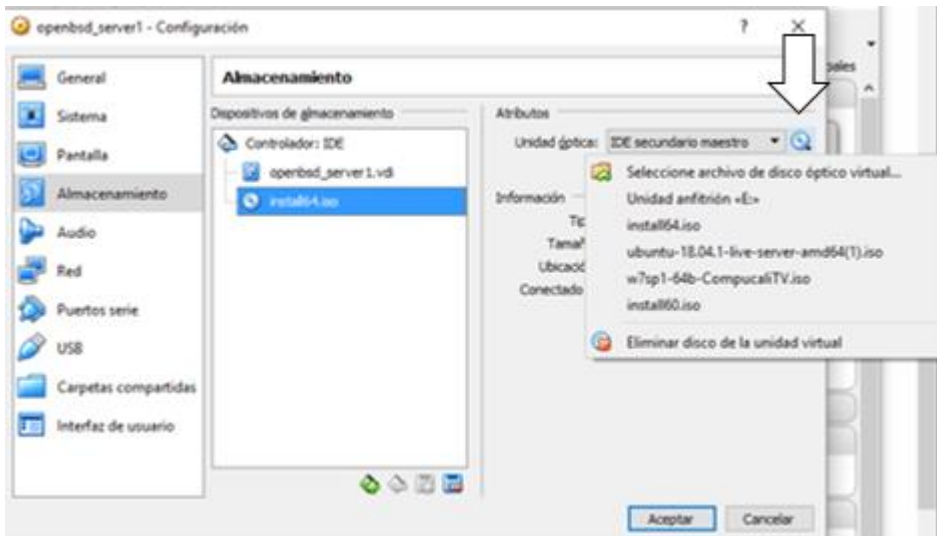 openbsd_server1 - Configuración
?
General
Sistema
Pantalla
Almacenamiento
Audio
Red
Puertos serie
USB
Carpetas compartidas
Interfaz de usuario
Almacenamiento
Dispositivos de almacenamiento
Controlador: IDE
openbsd_server1.vdi
install64.iso
Atributos
Unidad óptica: IDE secundario maestro
Información
Conectado
Seleccione archivo de disco óptico virtual...
Unidad anfitrión «E:»
install64.iso
ubuntu-18.04.1-live-server-amd64(1).iso
w7sp1-64b-CompucaliTV.iso
install60.iso
Eliminar disco de la unidad virtual
Aceptar
Cancelar